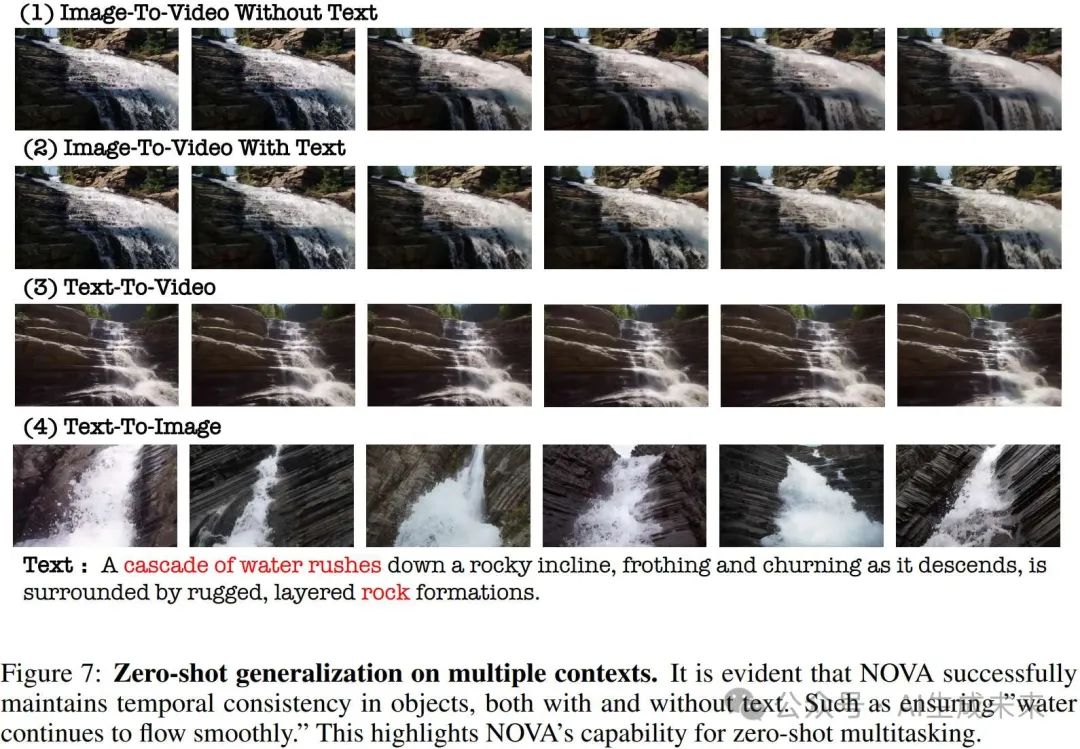 (1) Image-To-Video Without Text
(2) Image-To-Video With Text
(3) Text-To-Video
(4) Text-To-Image
Text : A cascade of water rushes down a rocky incline, frothing and churning as it descends, is
surrounded by rugged, layered rock formations.
Figure 7: Zero-shot generalization on multiple contexts. It is evident that NOVA successfully
maintains temporal consistency in objects, both with and without text. Such as ensuring ”water
公众号 · AI生成未来
continues to flow smoothly.” This highlights NOVA’s capability for zero-shot multitasking.